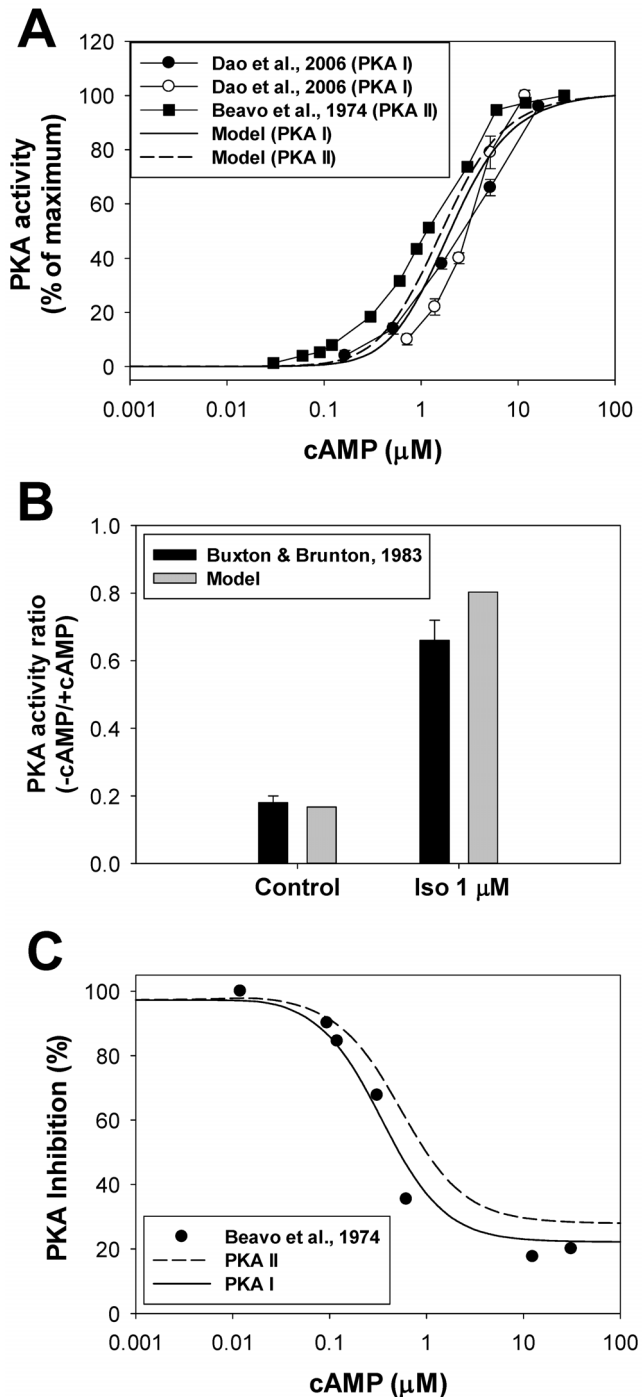 A
120
100
80
60
40
20
0
PKA activity
(% of maximum)
Dao et al., 2006 (PKA I)
Dao et al., 2006 (PKA I)
Beavo et al., 1974 (PKA II)
Model (PKA I)
Model (PKA II)
0.001 0.01 0.1 1 10 100
cAMP (μM)
B
1.0
0.8
0.6
0.4
0.2
0.0
PKA activity ratio
(-cAMP/+cAMP)
Buxton & Brunton, 1983
Model
Control Iso 1 μM
C
100
80
60
40
20
0
PKA Inhibition (%)
Beavo et al., 1974
PKA II
PKA I
0.001 0.01 0.1 1 10 100
cAMP (μM)